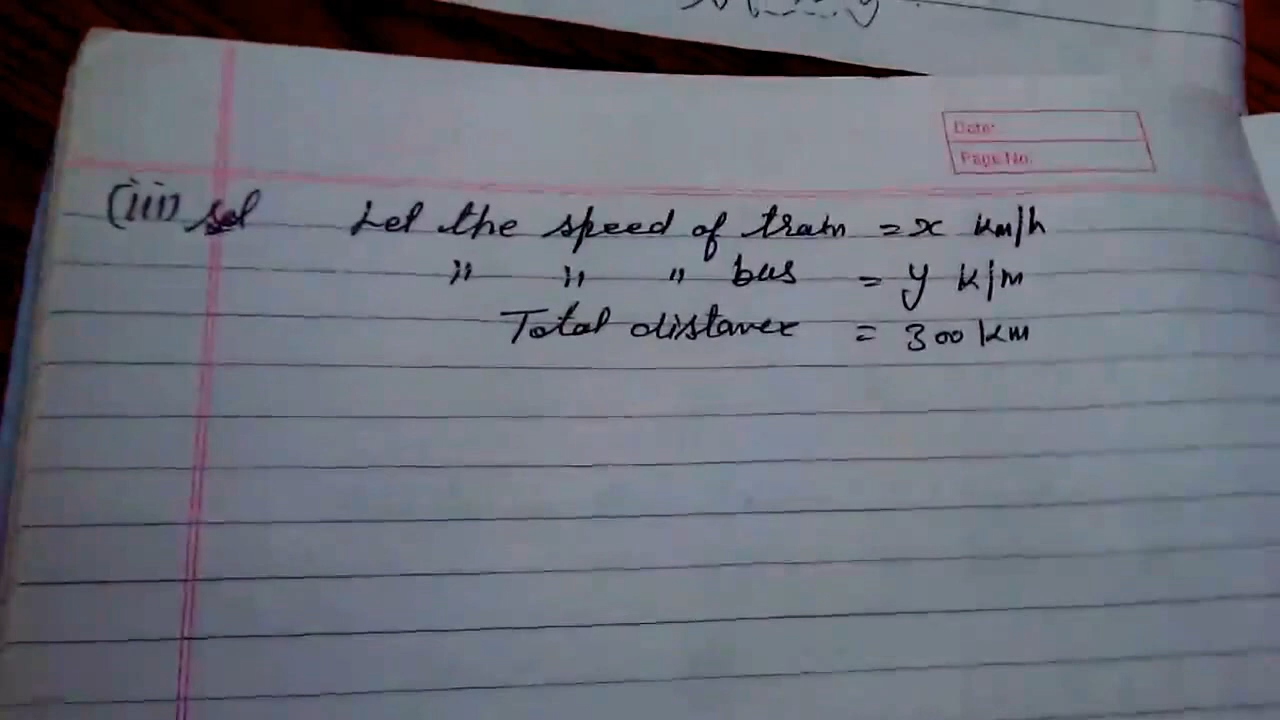 Date:
Page No.
(iii) sol Let the speed of train = x km/h
" " " bus = y k/m
Total distance = 300 km